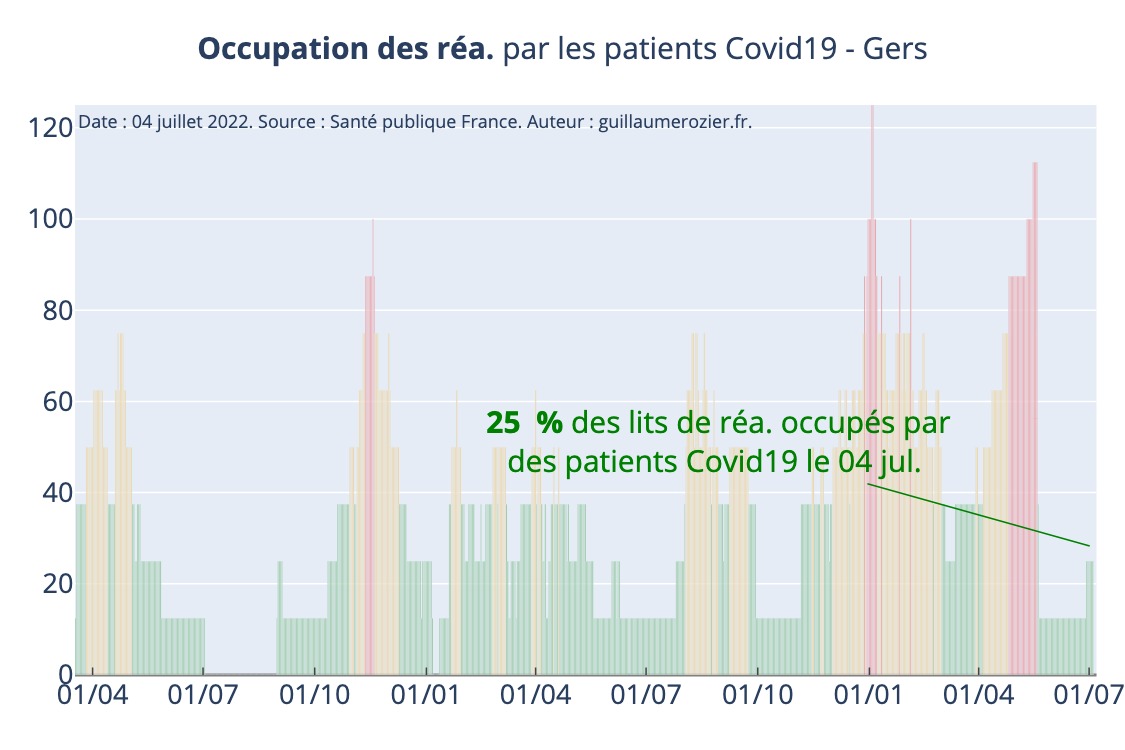 Occupation des réa. par les patients Covid19 - Gers
Date : 04 juillet 2022. Source : Santé publique France. Auteur : guillaumerozier.fr.
120
100
80
60
40
20
0
25 % des lits de réa. occupés par
des patients Covid19 le 04 jul.
01/04 01/07 01/10 01/01 01/04 01/07 01/10 01/01 01/04 01/07